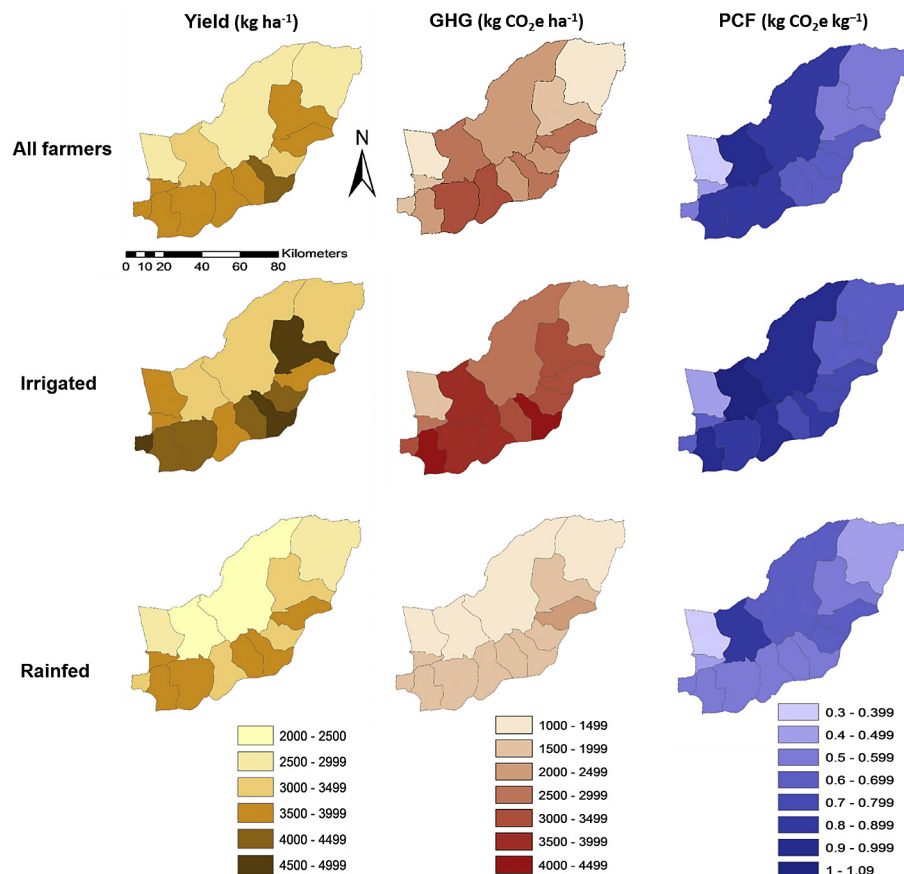 Yield (kg ha⁻¹)
GHG (kg CO₂e ha⁻¹)
PCF (kg CO₂e kg⁻¹)
All farmers
N
Kilometers
0 10 20 40 60 80
Irrigated
Rainfed
2000 - 2500
2500 - 2999
3000 - 3499
3500 - 3999
4000 - 4499
4500 - 4999
1000 - 1499
1500 - 1999
2000 - 2499
2500 - 2999
3000 - 3499
3500 - 3999
4000 - 4499
0.3 - 0.399
0.4 - 0.499
0.5 - 0.599
0.6 - 0.699
0.7 - 0.799
0.8 - 0.899
0.9 - 0.999
1 - 1.09